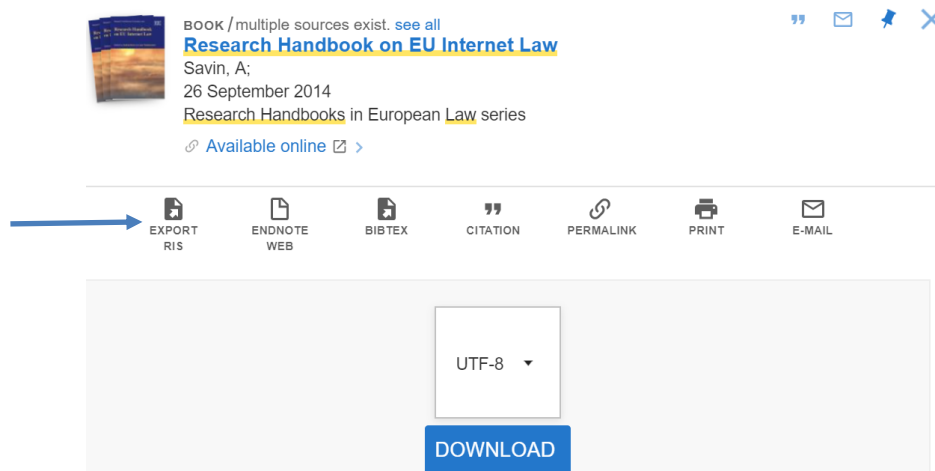 BOOK / multiple sources exist. see all
Research Handbook on EU Internet Law
Savin, A;
26 September 2014
Research Handbooks in European Law series
Available online
EXPORT RIS
ENDNOTE WEB
BIBTEX
CITATION
PERMALINK
PRINT
E-MAIL
UTF-8
DOWNLOAD